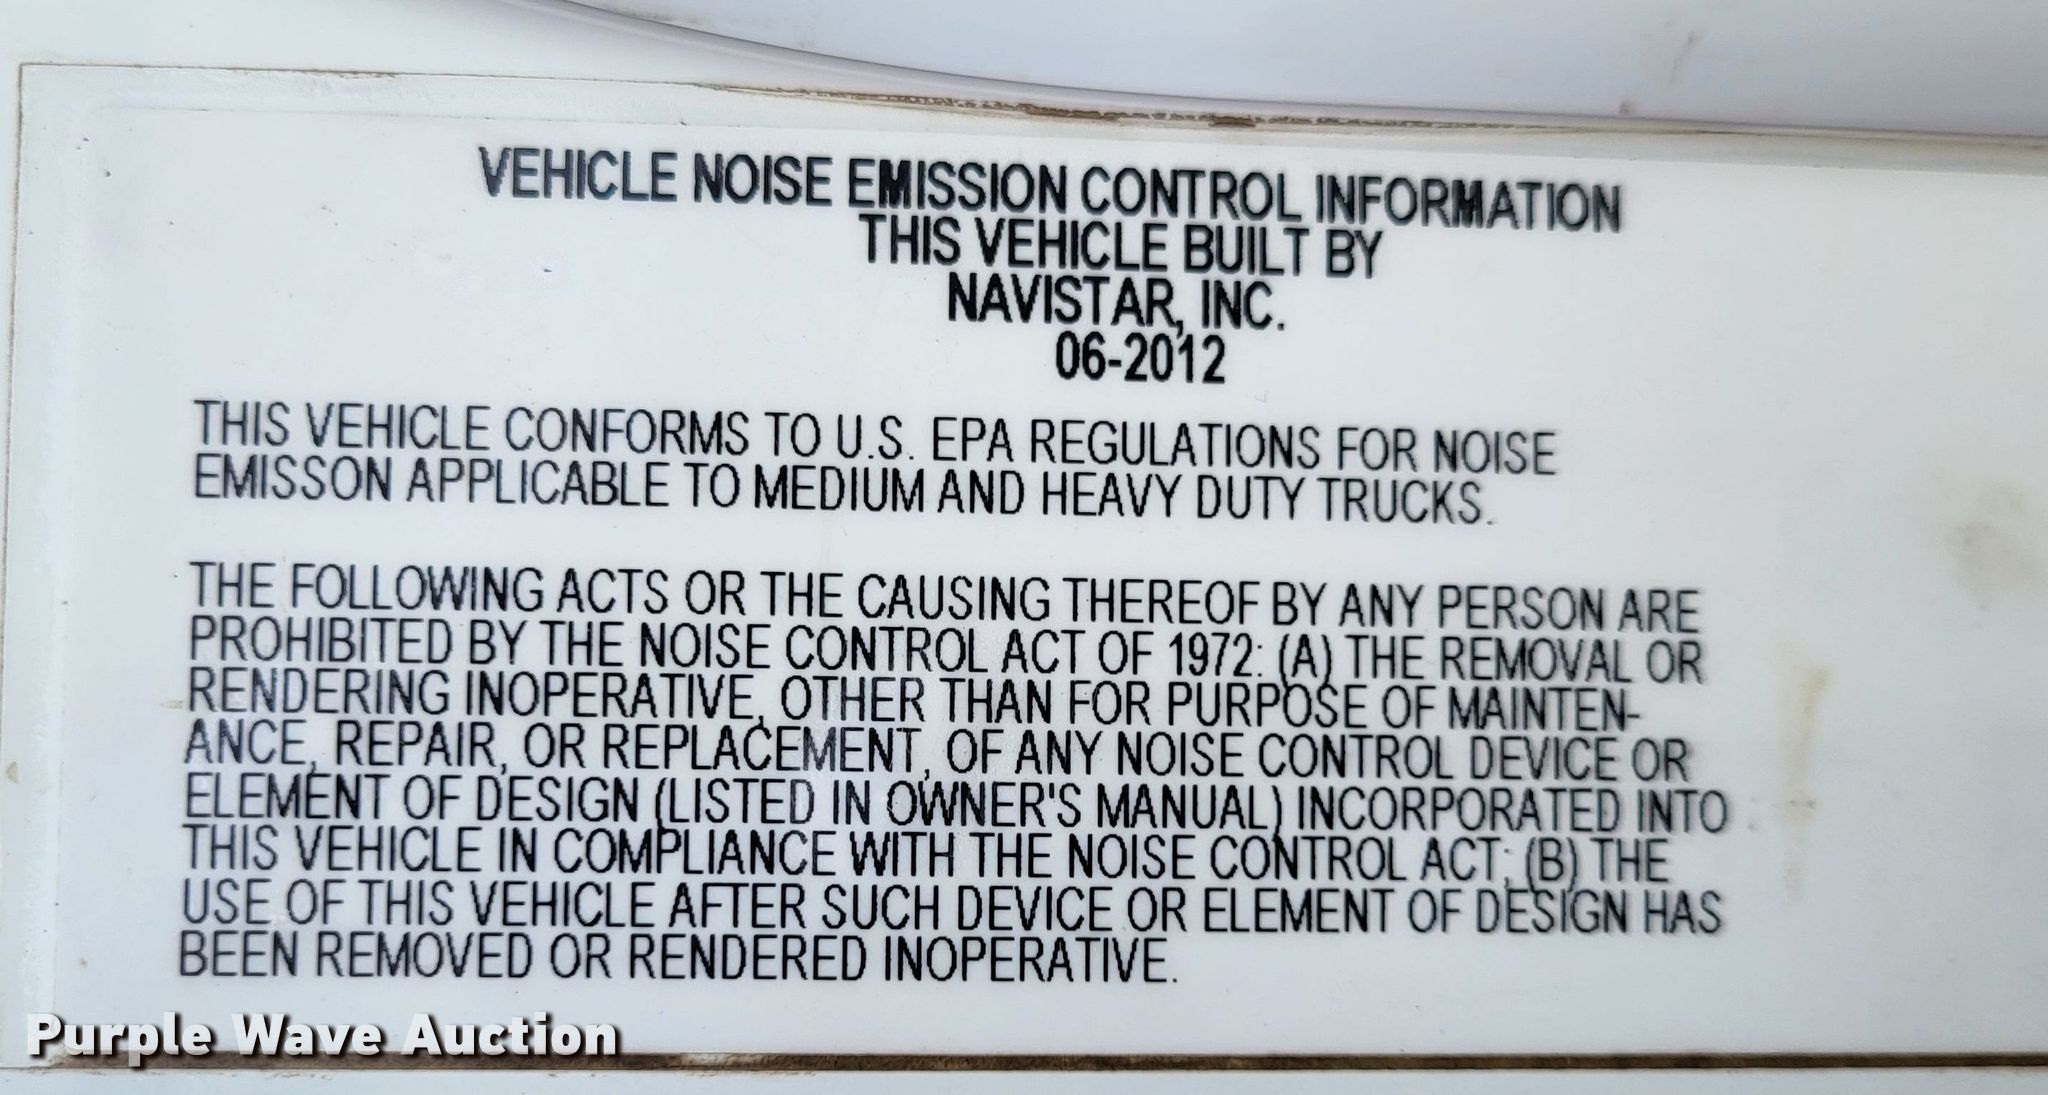 VEHICLE NOISE EMISSION CONTROL INFORMATION
THIS VEHICLE BUILT BY
NAVISTAR, INC.
06-2012
THIS VEHICLE CONFORMS TO U.S. EPA REGULATIONS FOR NOISE
EMISSON APPLICABLE TO MEDIUM AND HEAVY DUTY TRUCKS.
THE FOLLOWING ACTS OR THE CAUSING THEREOF BY ANY PERSON ARE
PROHIBITED BY THE NOISE CONTROL ACT OF 1972: (A) THE REMOVAL OR
RENDERING INOPERATIVE, OTHER THAN FOR PURPOSE OF MAINTEN-
ANCE, REPAIR, OR REPLACEMENT, OF ANY NOISE CONTROL DEVICE OR
ELEMENT OF DESIGN (LISTED IN OWNER'S MANUAL) INCORPORATED INTO
THIS VEHICLE IN COMPLIANCE WITH THE NOISE CONTROL ACT; (B) THE
USE OF THIS VEHICLE AFTER SUCH DEVICE OR ELEMENT OF DESIGN HAS
BEEN REMOVED OR RENDERED INOPERATIVE.
Purple Wave Auction